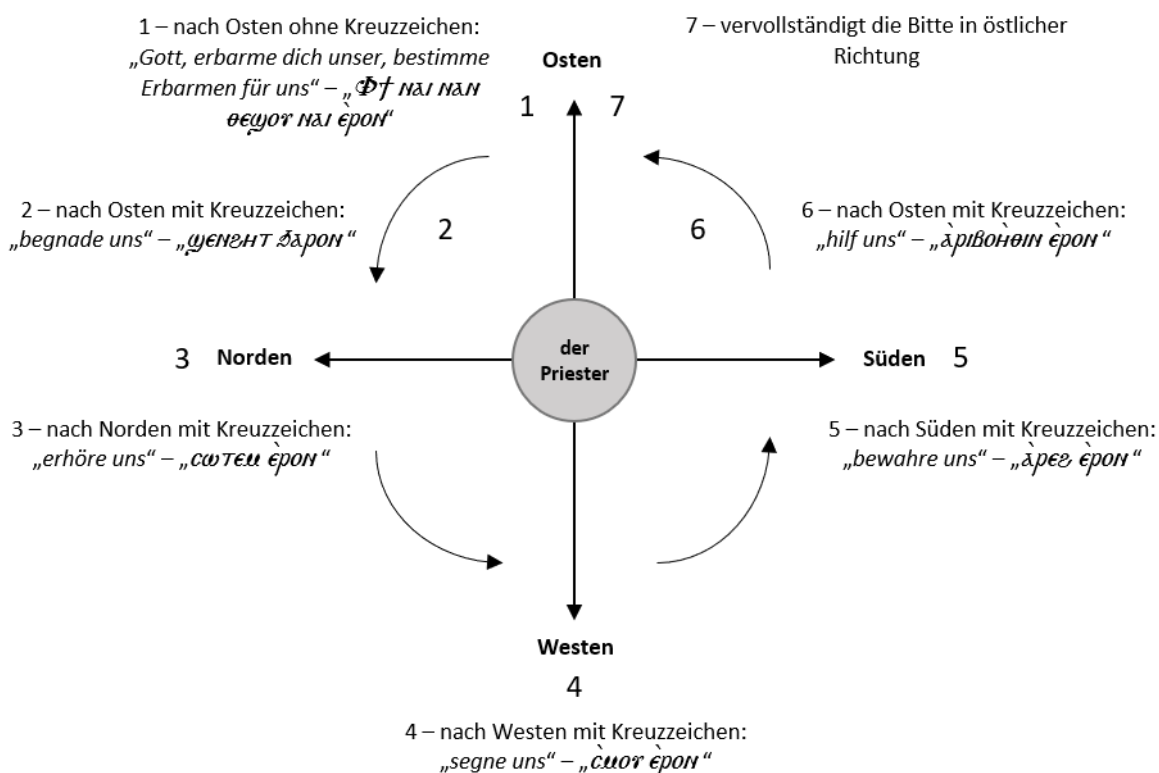 1 – nach Osten ohne Kreuzzeichen:
„Gott, erbarme dich unser, bestimme
Erbarmen für uns“ – „Ⲫϯ ⲛⲁⲓ ⲛⲁⲛ
ⲑⲉϣⲟⲩ ⲛⲁⲓ ⲉ̀ⲣⲟⲛ“
Osten
7 – vervollständigt die Bitte in östlicher
Richtung
1
7
2 – nach Osten mit Kreuzzeichen:
„begnade uns“ – „ϣⲉⲛϩⲏⲧ ϧⲁⲣⲟⲛ “
2
6
6 – nach Osten mit Kreuzzeichen:
„hilf uns“ – „ⲁ̀ⲣⲓⲃⲟⲏ̀ⲑⲓⲛ ⲉ̀ⲣⲟⲛ “
3 Norden
der
Priester
Süden 5
3 – nach Norden mit Kreuzzeichen:
„erhöre uns“ – „ⲥⲱⲧⲉⲙ ⲉ̀ⲣⲟⲛ “
5 – nach Süden mit Kreuzzeichen:
„bewahre uns“ – „ⲁ̀ⲣⲉϩ ⲉ̀ⲣⲟⲛ “
Westen
4
4 – nach Westen mit Kreuzzeichen:
„segne uns“ – „ⲥ̀ⲙⲟⲩ ⲉ̀ⲣⲟⲛ “